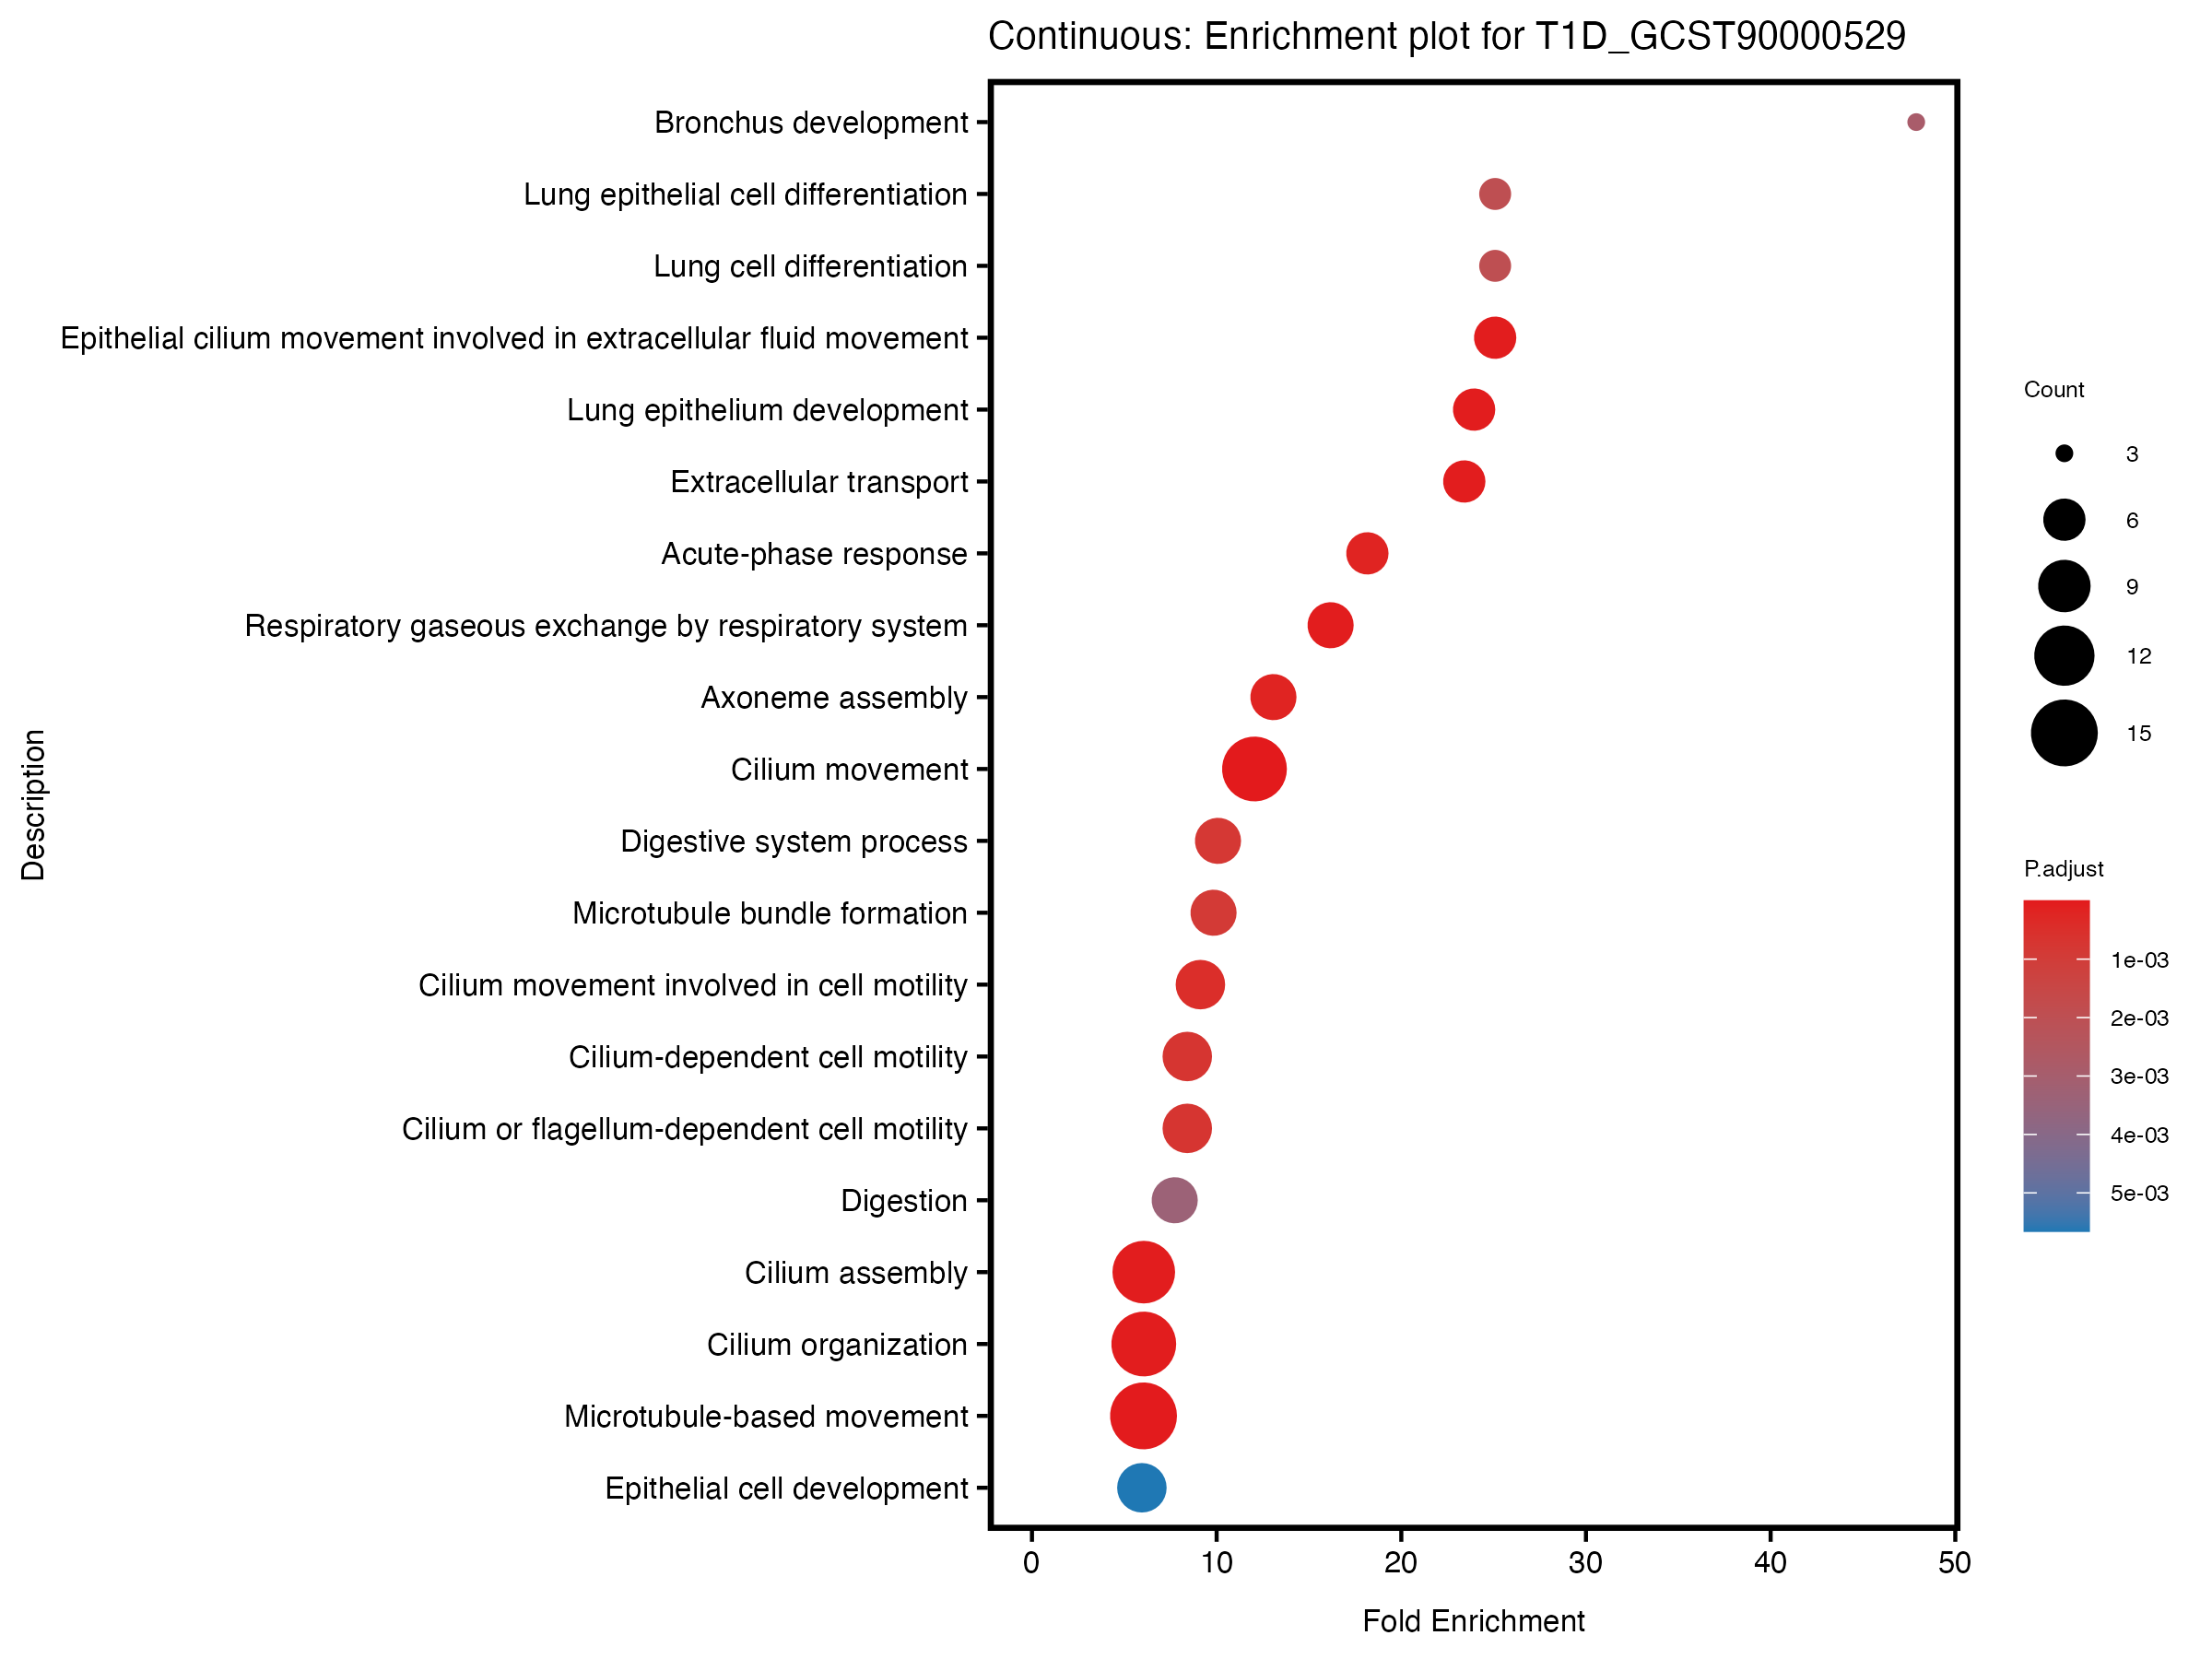 Continuous: Enrichment plot for T1D_GCST90000529
Description
Bronchus development
Lung epithelial cell differentiation
Lung cell differentiation
Epithelial cilium movement involved in extracellular fluid movement
Lung epithelium development
Extracellular transport
Acute-phase response
Respiratory gaseous exchange by respiratory system
Axoneme assembly
Cilium movement
Digestive system process
Microtubule bundle formation
Cilium movement involved in cell motility
Cilium-dependent cell motility
Cilium or flagellum-dependent cell motility
Digestion
Cilium assembly
Cilium organization
Microtubule-based movement
Epithelial cell development
0 10 20 30 40 50
Fold Enrichment
Count
3
6
9
12
15
P.adjust
1e-03
2e-03
3e-03
4e-03
5e-03